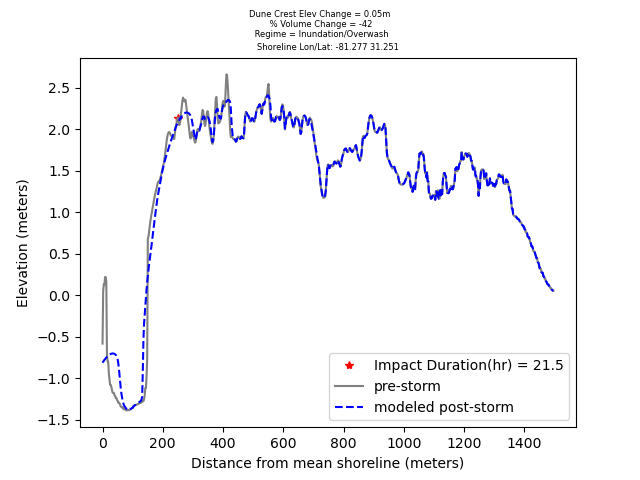 Dune Crest Elev Change = 0.05m
% Volume Change = -42
Regime = Inundation/Overwash
Shoreline Lon/Lat: -81.277 31.251
2.5
2.0
1.5
1.0
0.5
0.0
−0.5
−1.0
−1.5
Elevation (meters)
Impact Duration(hr) = 21.5
pre-storm
modeled post-storm
0 200 400 600 800 1000 1200 1400
Distance from mean shoreline (meters)